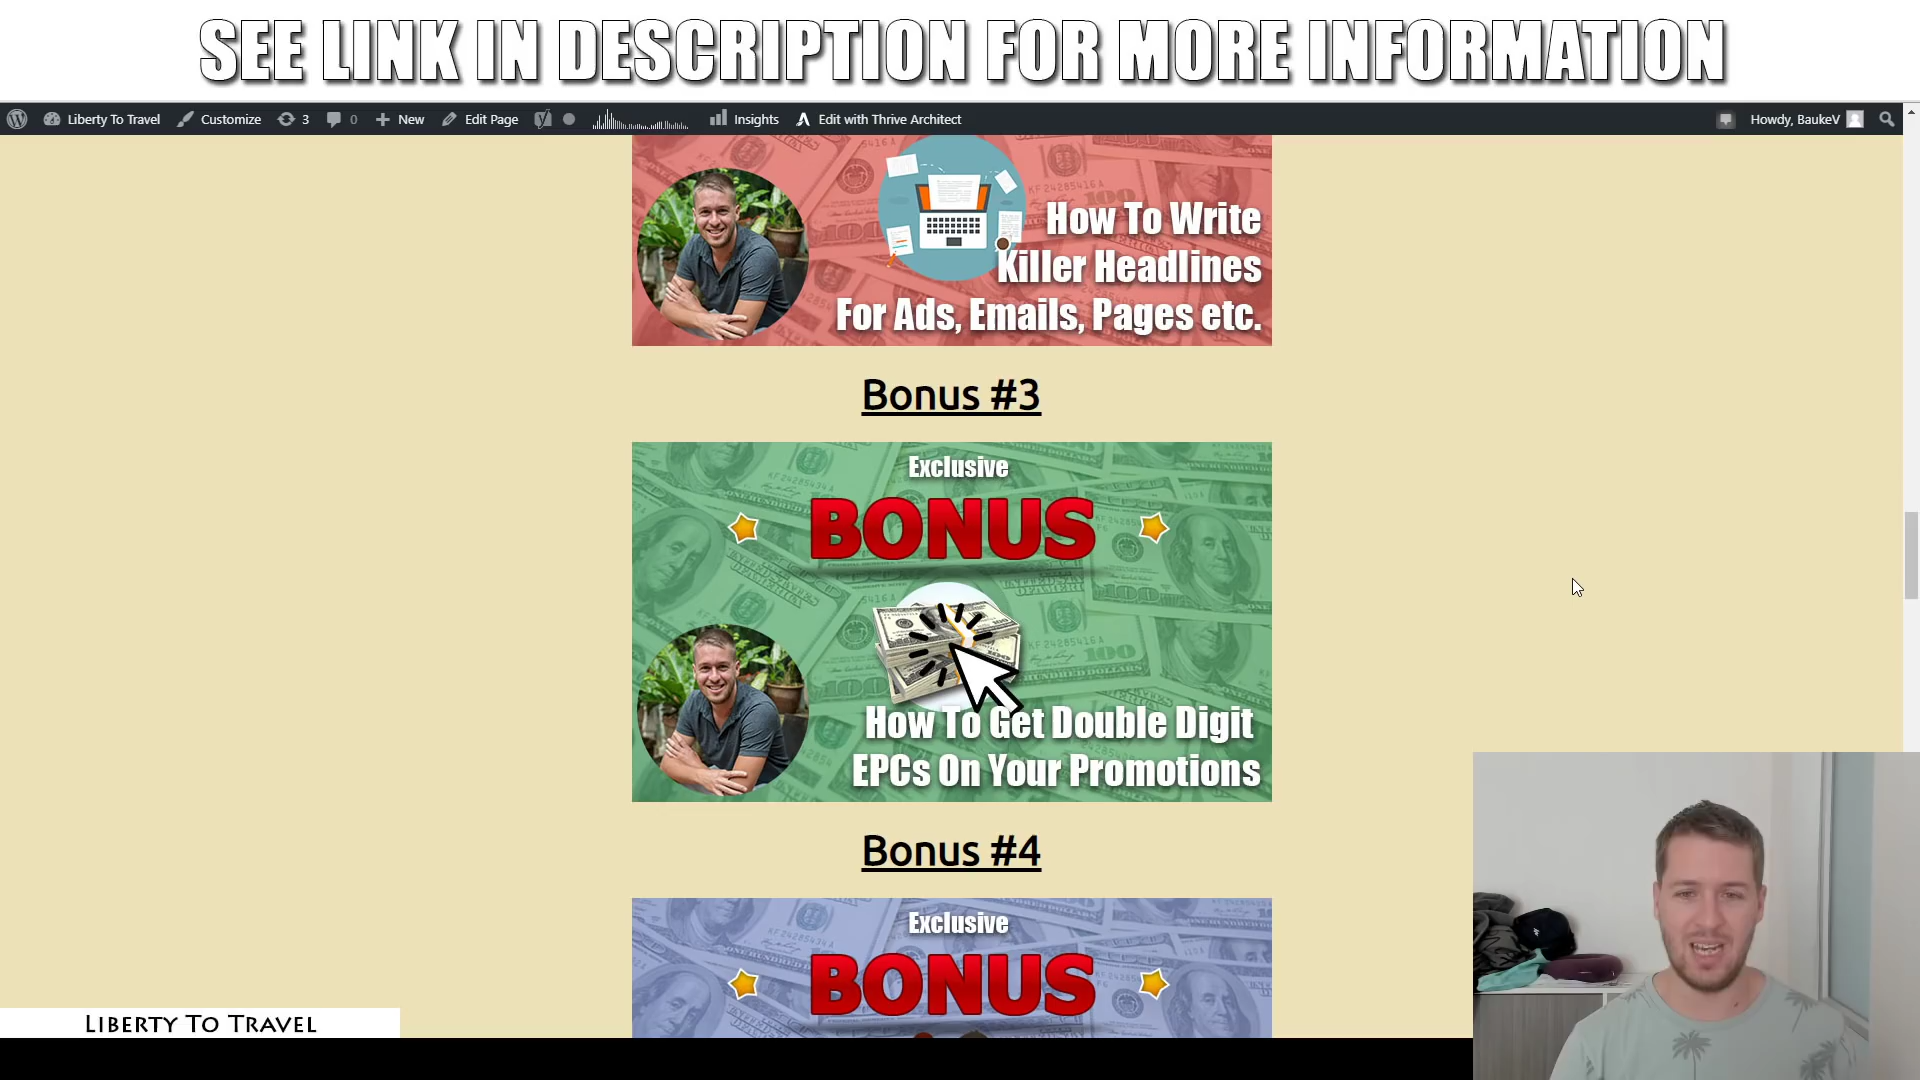 SEE LINK IN DESCRIPTION FOR MORE INFORMATION
Liberty To Travel Customize 3 0 New Edit Page Insights Edit with Thrive Architect Howdy, BaukeV
How To Write
Killer Headlines
For Ads, Emails, Pages etc.
Bonus #3
Exclusive
BONUS
How To Get Double Digit
EPCs On Your Promotions
Bonus #4
Exclusive
BONUS
LIBERTY TO TRAVEL